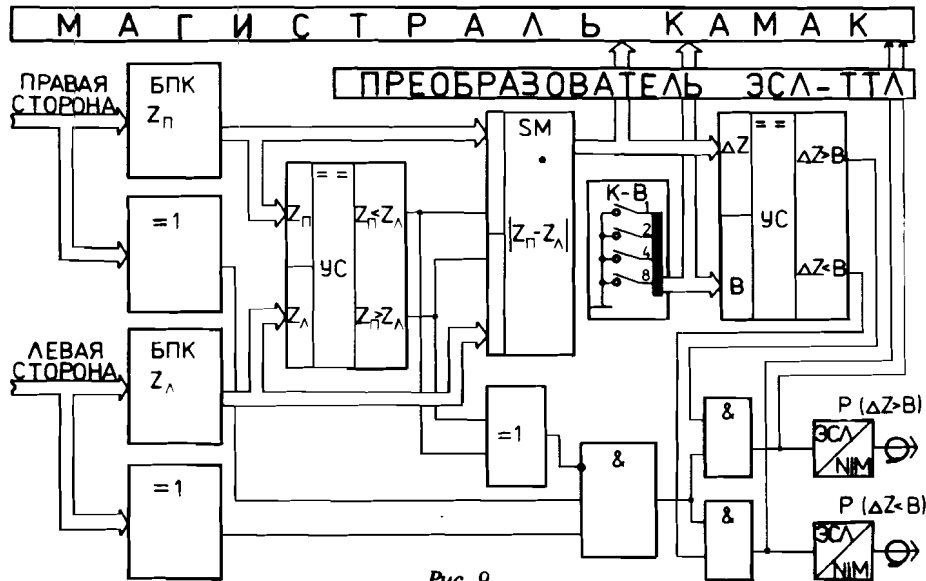 МАГИСТРАЛЬ КАМАК
ПРЕОБРАЗОВАТЕЛЬ ЭСЛ-ТТЛ
ПРАВАЯ
СТОРОНА
БПК
Zп
=1
ЛЕВАЯ
СТОРОНА
БПК
Zл
=1
==
Zп
Zп<Zл
УС
Zл
Zп≥Zл
SM
|Zп-Zл|
К-В
1
2
4
8
==
ΔZ
ΔZ>B
УС
B
ΔZ<B
=1
&
&
&
ЭСЛ
NIM
P (ΔZ>B)
ЭСЛ
NIM
P (ΔZ<B)
Рис. 9